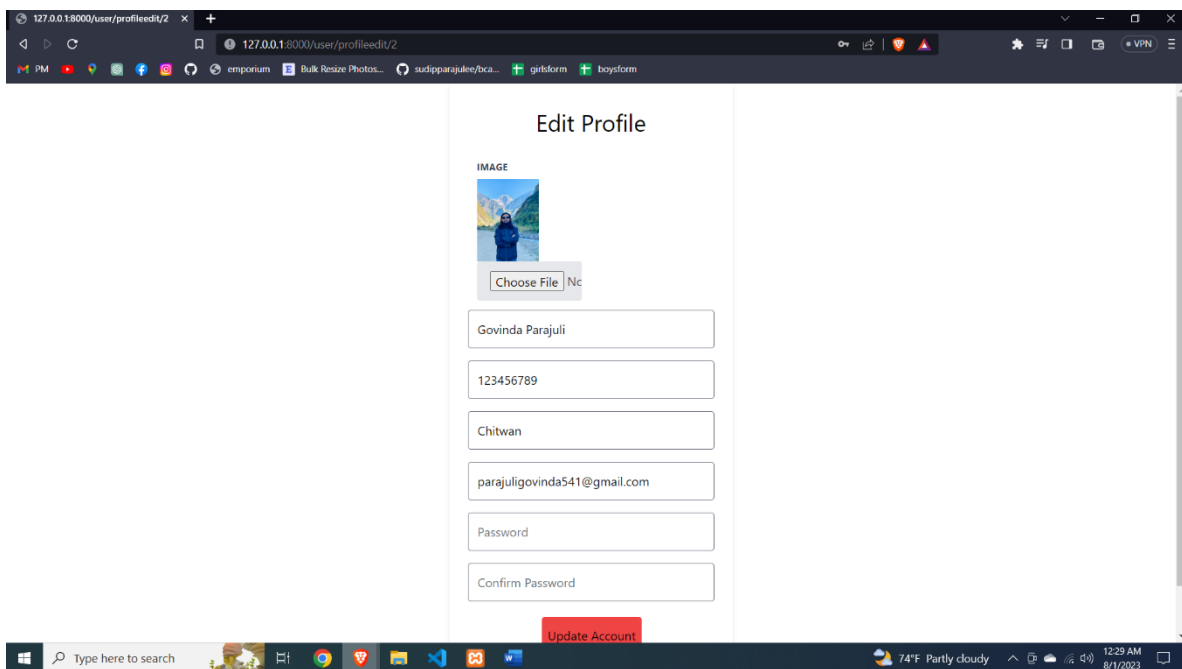 127.0.0.1:8000/user/profileedit/2
127.0.0.1:8000/user/profileedit/2
VPN
PM
emporium
Bulk Resize Photos...
sudipparajulee/bca...
girlsform
boysform
Edit Profile
IMAGE
Choose File No
Govinda Parajuli
123456789
Chitwan
parajuligovinda541@gmail.com
Password
Confirm Password
Update Account
Type here to search
74°F Partly cloudy
12:29 AM
8/1/2023